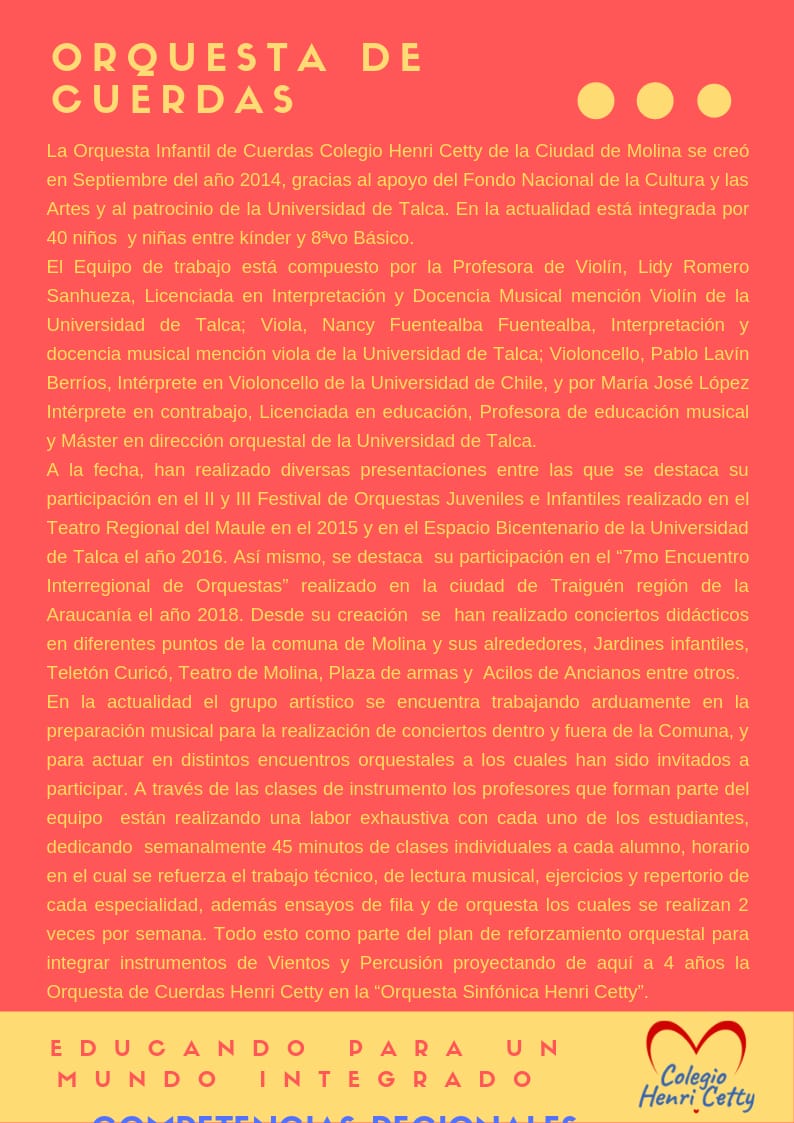 ORQUESTA DE
CUERDAS
La Orquesta Infantil de Cuerdas Colegio Henri Cetty de la Ciudad de Molina se creó
en Septiembre del año 2014, gracias al apoyo del Fondo Nacional de la Cultura y las
Artes y al patrocinio de la Universidad de Talca. En la actualidad está integrada por
40 niños  y niñas entre kínder y 8ªvo Básico.
El Equipo de trabajo está compuesto por la Profesora de Violín, Lidy Romero
Sanhueza, Licenciada en Interpretación y Docencia Musical mención Violín de la
Universidad de Talca; Viola, Nancy Fuentealba Fuentealba, Interpretación y
docencia musical mención viola de la Universidad de Talca; Violoncello, Pablo Lavín
Berríos, Intérprete en Violoncello de la Universidad de Chile, y por María José López
Intérprete en contrabajo, Licenciada en educación, Profesora de educación musical
y Máster en dirección orquestal de la Universidad de Talca.
A la fecha, han realizado diversas presentaciones entre las que se destaca su
participación en el II y III Festival de Orquestas Juveniles e Infantiles realizado en el
Teatro Regional del Maule en el 2015 y en el Espacio Bicentenario de la Universidad
de Talca el año 2016. Así mismo, se destaca  su participación en el “7mo Encuentro
Interregional de Orquestas” realizado en la ciudad de Traiguén región de la
Araucanía el año 2018. Desde su creación  se  han realizado conciertos didácticos
en diferentes puntos de la comuna de Molina y sus alrededores, Jardines infantiles,
Teletón Curicó, Teatro de Molina, Plaza de armas y  Acilos de Ancianos entre otros.
En la actualidad el grupo artístico se encuentra trabajando arduamente en la
preparación musical para la realización de conciertos dentro y fuera de la Comuna, y
para actuar en distintos encuentros orquestales a los cuales han sido invitados a
participar. A través de las clases de instrumento los profesores que forman parte del
equipo  están realizando una labor exhaustiva con cada uno de los estudiantes,
dedicando  semanalmente 45 minutos de clases individuales a cada alumno, horario
en el cual se refuerza el trabajo técnico, de lectura musical, ejercicios y repertorio de
cada especialidad, además ensayos de fila y de orquesta los cuales se realizan 2
veces por semana. Todo esto como parte del plan de reforzamiento orquestal para
integrar instrumentos de Vientos y Percusión proyectando de aquí a 4 años la
Orquesta de Cuerdas Henri Cetty en la “Orquesta Sinfónica Henri Cetty”.
EDUCANDO PARA UN
MUNDO INTEGRADO
Colegio
Henri Cetty
COMPETENCIAS REGIONALES